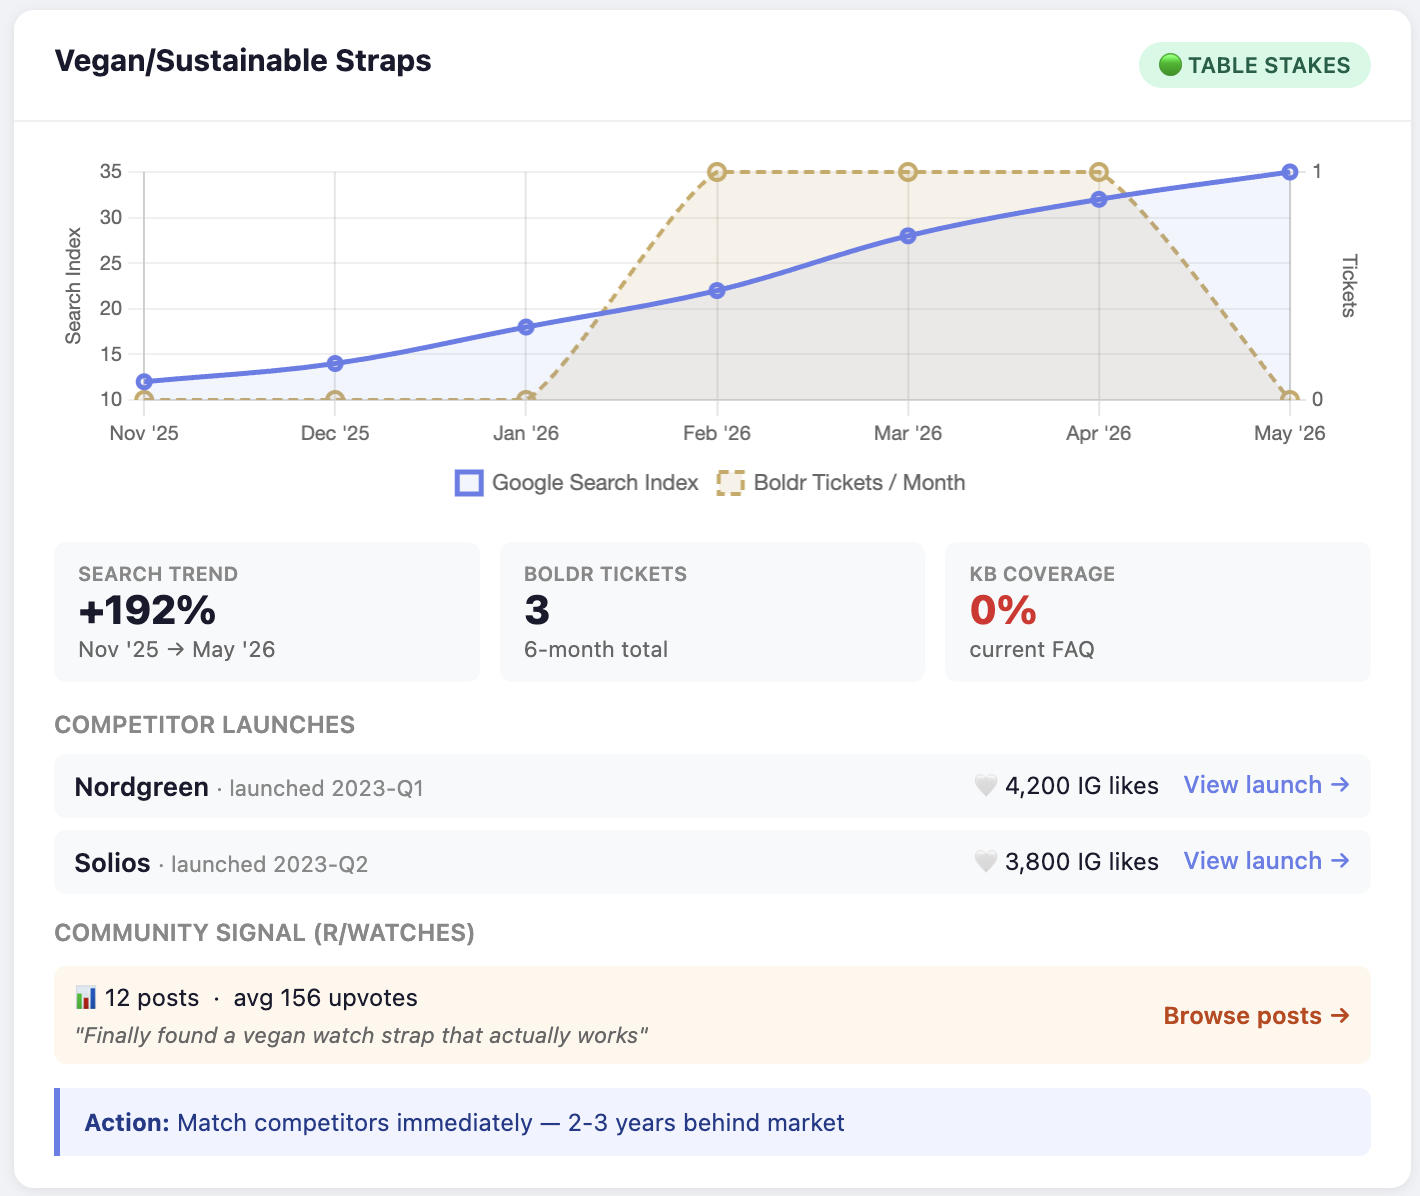 Vegan/Sustainable Straps
TABLE STAKES
35
30
25
20
15
10
Search Index
1
0
Tickets
Nov '25
Dec '25
Jan '26
Feb '26
Mar '26
Apr '26
May '26
Google Search Index
Boldr Tickets / Month
SEARCH TREND
+192%
Nov '25 → May '26
BOLDR TICKETS
3
6-month total
KB COVERAGE
0%
current FAQ
COMPETITOR LAUNCHES
Nordgreen · launched 2023-Q1
4,200 IG likes
View launch →
Solios · launched 2023-Q2
3,800 IG likes
View launch →
COMMUNITY SIGNAL (R/WATCHES)
12 posts · avg 156 upvotes
"Finally found a vegan watch strap that actually works"
Browse posts →
Action: Match competitors immediately — 2-3 years behind market